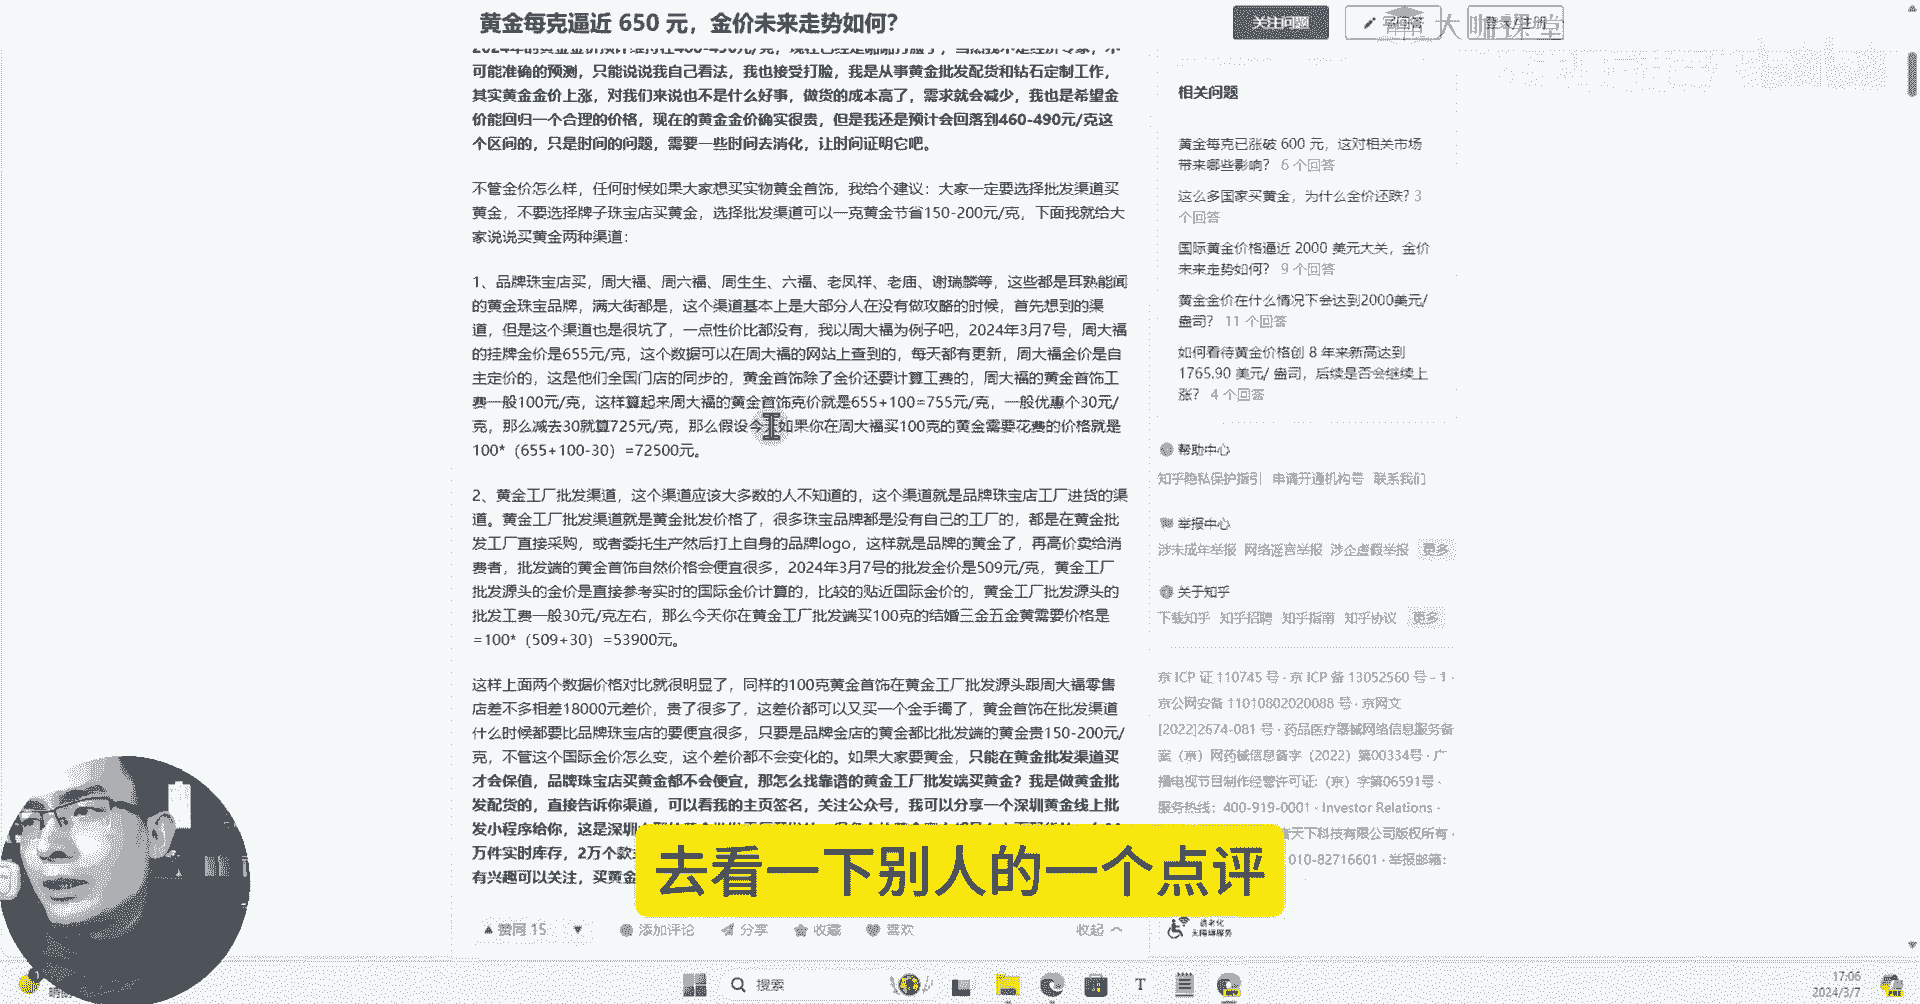 黄金每克逼近 650 元，金价未来走势如何？
关注问题
大咖课堂
可能准确的预测，只能说说我自己看法，我也接受打脸，我是从事黄金批发配货和钻石定制工作，
其实黄金金价上涨，对我们来说也不是什么好事，做货的成本高了，需求就会减少，我也是希望金
价能回归一个合理的价格，现在的黄金金价确实很贵，但是我还是预计会回落到460-490元/克这
个区间的，只是时间的问题，需要一些时间去消化，让时间证明它吧。
不管金价怎么样，任何时候如果大家想买实物黄金首饰，我给个建议：大家一定要选择批发渠道买
黄金，不要选择牌子珠宝店买黄金，选择批发渠道可以一克黄金节省150-200元/克，下面我就给大
家说说买黄金两种渠道：
1、品牌珠宝店买，周大福、周六福、周生生、六福、老凤祥、老庙、谢瑞麟等，这些都是耳熟能闻
的黄金珠宝品牌，满大街都是，这个渠道基本上是大部分人在没有做攻略的时候，首先想到的渠
道，但是这个渠道也是很坑了，一点性价比都没有，我以周大福为例子吧，2024年3月7号，周大福
的挂牌金价是655元/克，这个数据可以在周大福的网站上查到的，每天都有更新，周大福金价是自
主定价的，这是他们全国门店的同步的，黄金首饰除了金价还要计算工费的，周大福的黄金首饰工
费一般100元/克，这样算起来周大福的黄金首饰克价就是655+100=755元/克，一般优惠个30元/
克，那么减去30就算725元/克，那么假设今如果你在周大福买100克的黄金需要花费的价格就是
100*（655+100-30）=72500元。
2、黄金工厂批发渠道，这个渠道应该大多数的人不知道的，这个渠道就是品牌珠宝店工厂进货的渠
道。黄金工厂批发渠道就是黄金批发价格了，很多珠宝品牌都是没有自己的工厂的，都是在黄金批
发工厂直接采购，或者委托生产然后打上自身的品牌logo，这样就是品牌的黄金了，再高价卖给消
费者，批发端的黄金首饰自然价格会便宜很多，2024年3月7号的批发金价是509元/克，黄金工厂
批发源头的金价是直接参考实时的国际金价计算的，比较的贴近国际金价的，黄金工厂批发源头的
批发工费一般30元/克左右，那么今天你在黄金工厂批发端买100克的结婚三金五金黄需要价格是
=100*（509+30）=53900元。
这样上面两个数据价格对比就很明显了，同样的100克黄金首饰在黄金工厂批发源头跟周大福零售
店差不多相差18000元差价，贵了很多了，这差价都可以又买一个金手镯了，黄金首饰在批发渠道
什么时候都要比品牌珠宝店的要便宜很多，只要是品牌金店的黄金都比批发端的黄金贵150-200元/
克，不管这个国际金价怎么变，这个差价都不会变化的。如果大家要黄金，只能在黄金批发渠道买
才会保值，品牌珠宝店买黄金都不会便宜，那怎么找靠谱的黄金工厂批发端买黄金？我是做黄金批
发配货的，直接告诉你渠道，可以看我的主页签名，关注公众号，我可以分享一个深圳黄金线上批
发小程序给你，这是深圳
万件实时库存，2万个款
有兴趣可以关注，买黄金
去看一下别人的一个点评
赞同 15
添加评论
分享
收藏
喜欢
收起
相关问题
黄金每克已涨破 600 元，这对相关市场
带来哪些影响？ 6 个回答
这么多国家买黄金，为什么金价还跌？3
个回答
国际黄金价格逼近 2000 美元大关，金价
未来走势如何？ 9 个回答
黄金金价在什么情况下会达到2000美元/
盎司？ 11 个回答
如何看待黄金价格创 8 年来新高达到
1765.90 美元/ 盎司，后续是否会继续上
涨？ 4 个回答
帮助中心
知乎隐私保护指引 申请开通机构号 联系我们
举报中心
涉未成年举报 网络谣言举报 涉企虚假举报 更多
关于知乎
下载知乎 知乎招聘 知乎指南 知乎协议 更多
京 ICP 证 110745 号 · 京 ICP 备 13052560 号 - 1 ·
京公网安备 11010802020088 号 · 京网文
[2022]2674-081 号 · 药品医疗器械网络信息服务备
案（京）网药械信息备字（2022）第00334号 · 广
播电视节目制作经营许可证:（京）字第06591号 ·
服务热线：400-919-0001 · Investor Relations ·
者天下科技有限公司版权所有 ·
010-82716601 · 举报邮箱：
适老化
无障碍服务
搜索
17:06
2024/3/7